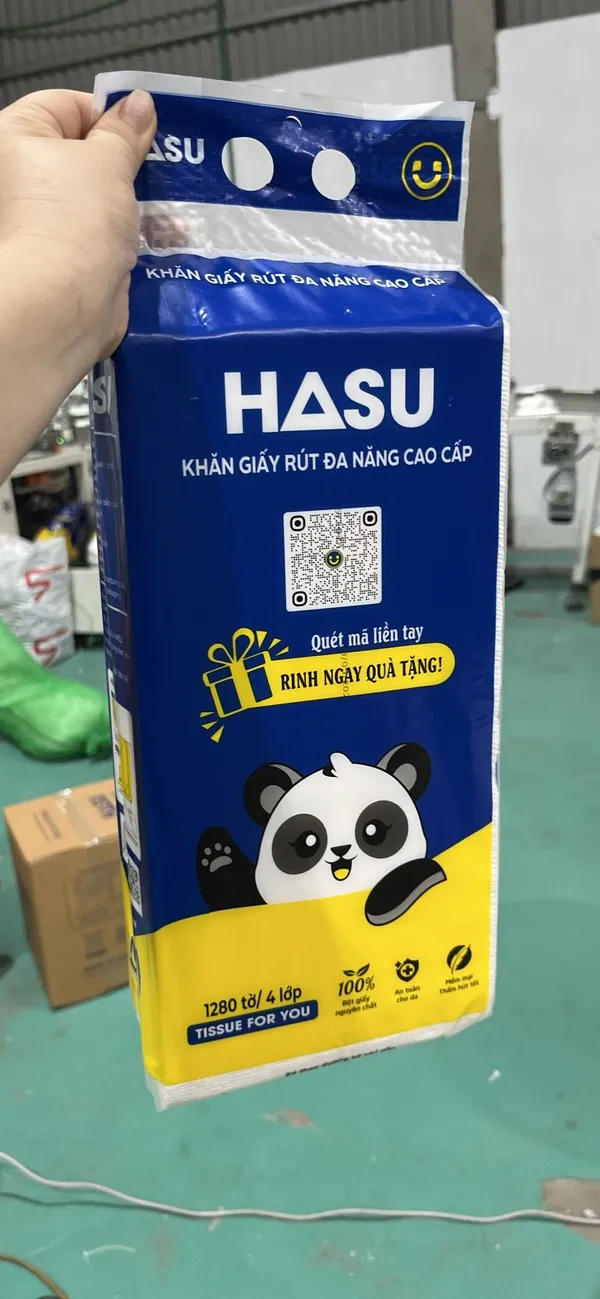 ASU
KHĂN GIẤY RÚT ĐA NĂNG CAO CẤP
HASU
KHĂN GIẤY RÚT ĐA NĂNG CAO CẤP
Quét mã liền tay
RINH NGAY QUÀ TẶNG!
1280 tờ/ 4 lớp
TISSUE FOR YOU
100%
Bột giấy
nguyên chất
An toàn
cho da
Mềm mại
Thấm hút tốt